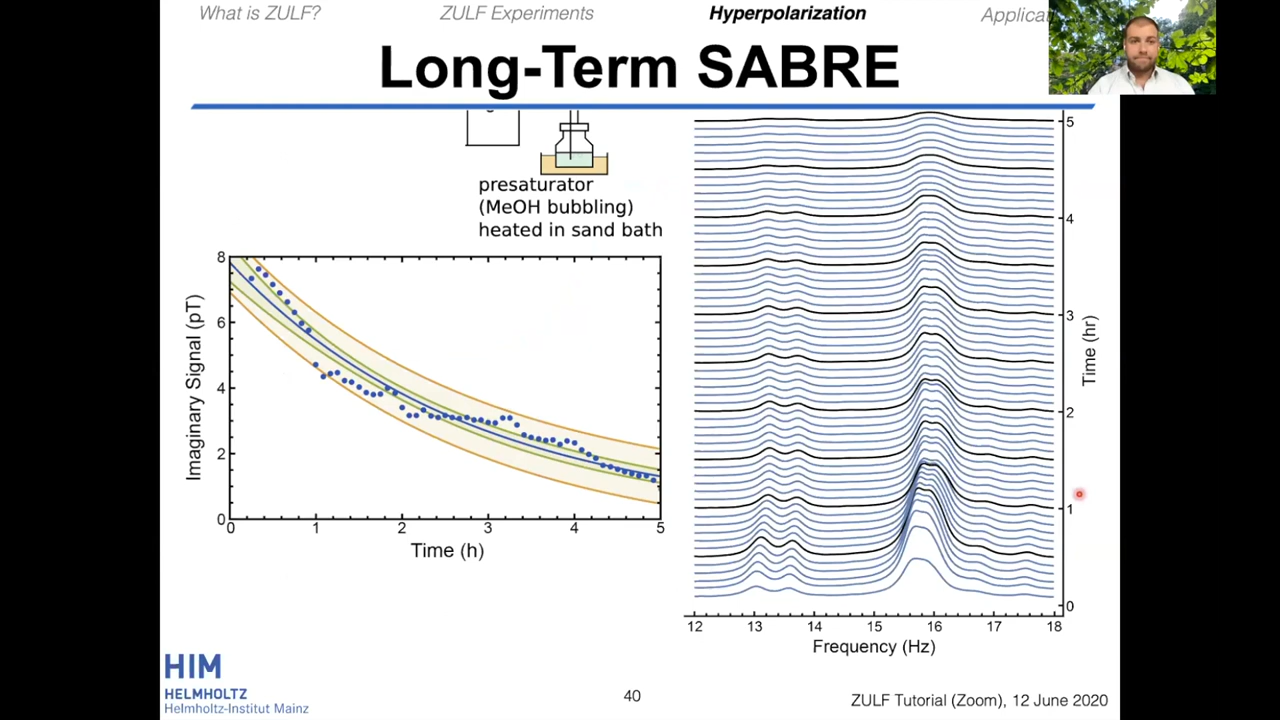 What is ZULF?
ZULF Experiments
Hyperpolarization
Applicat
Long-Term SABRE
presaturator
(MeOH bubbling)
heated in sand bath
8
6
4
2
0
Imaginary Signal (pT)
0 1 2 3 4 5
Time (h)
5
4
3
2
1
0
Time (hr)
12 13 14 15 16 17 18
Frequency (Hz)
HIM
HELMHOLTZ
Helmholtz-Institut Mainz
40
ZULF Tutorial (Zoom), 12 June 2020